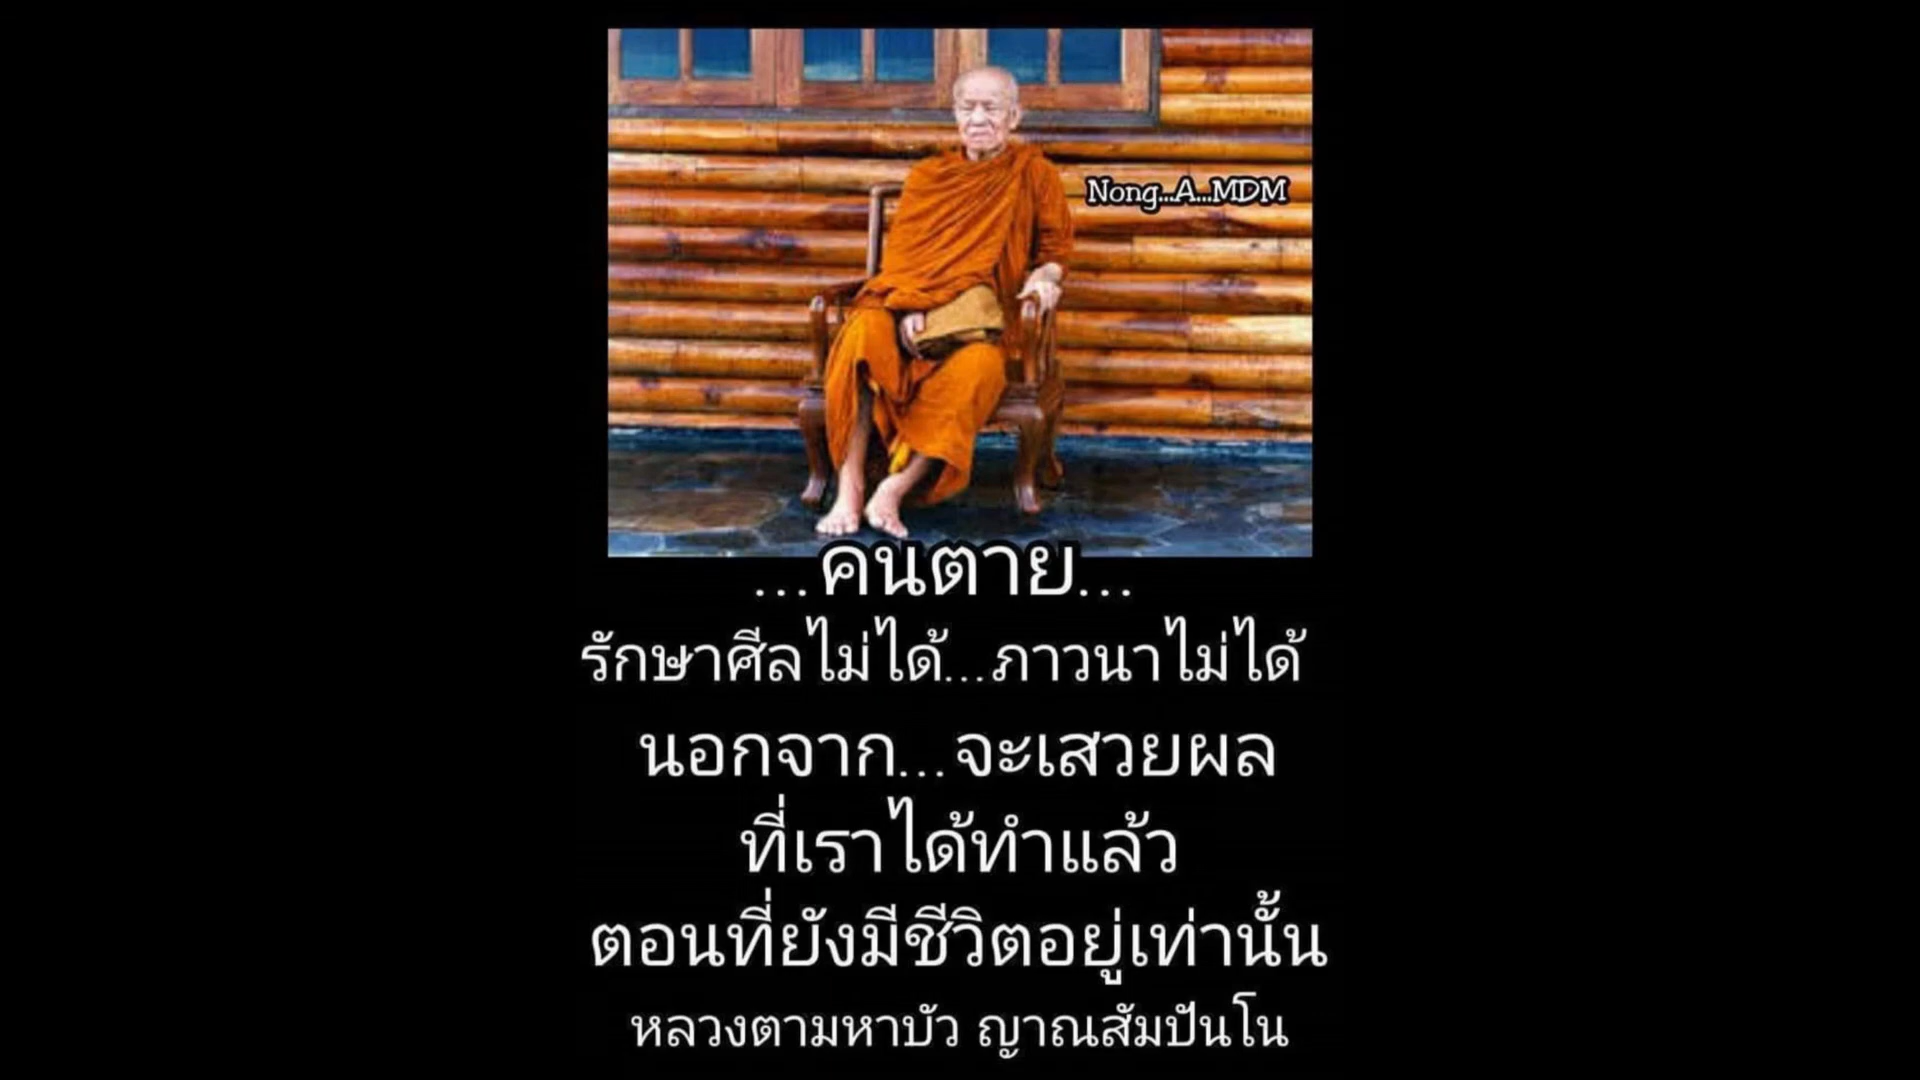 Nong...A...MDM
...คนตาย...
รักษาศีลไม่ได้...ภาวนาไม่ได้
นอกจาก...จะเสวยผล
ที่เราได้ทำแล้ว
ตอนที่ยังมีชีวิตอยู่เท่านั้น
หลวงตามหาบัว ญาณสัมปันโน